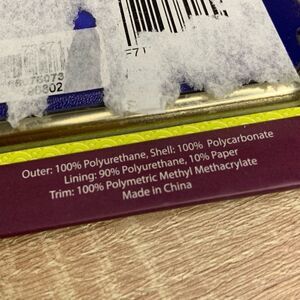 Outer: 100% Polyurethane, Shell: 100% Polycarbonate
Lining: 90% Polyurethane, 10% Paper
Trim: 100% Polymetric Methyl Methacrylate
Made in China